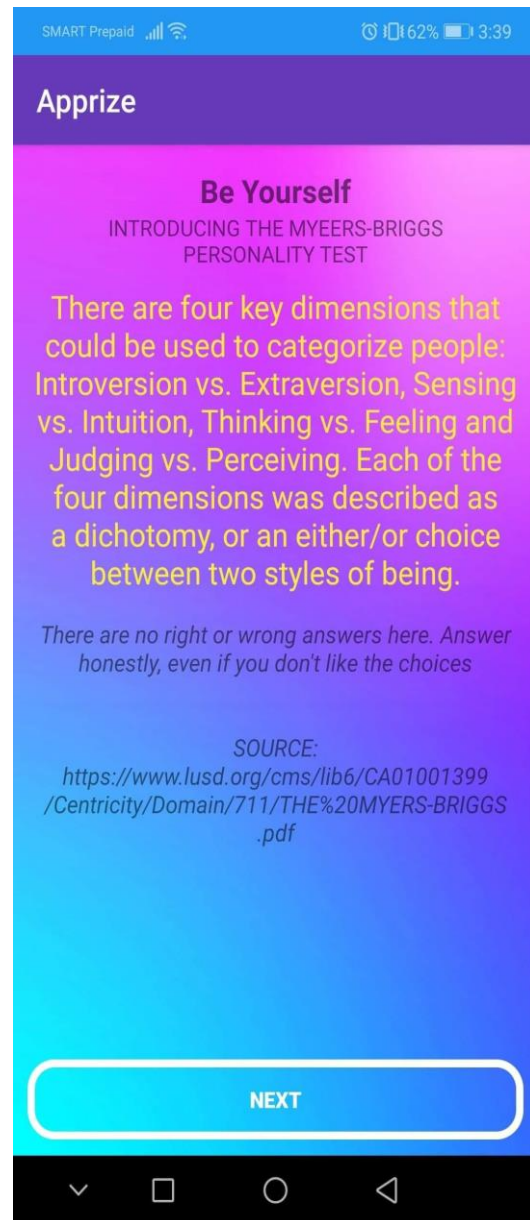 SMART Prepaid 62% 3:39
Apprize
Be Yourself
INTRODUCING THE MYEERS-BRIGGS
PERSONALITY TEST
There are four key dimensions that
could be used to categorize people:
Introversion vs. Extraversion, Sensing
vs. Intuition, Thinking vs. Feeling and
Judging vs. Perceiving. Each of the
four dimensions was described as
a dichotomy, or an either/or choice
between two styles of being.
There are no right or wrong answers here. Answer
honestly, even if you don't like the choices
SOURCE:
https://www.lusd.org/cms/lib6/CA01001399
/Centricity/Domain/711/THE%20MYERS-BRIGGS
.pdf
NEXT